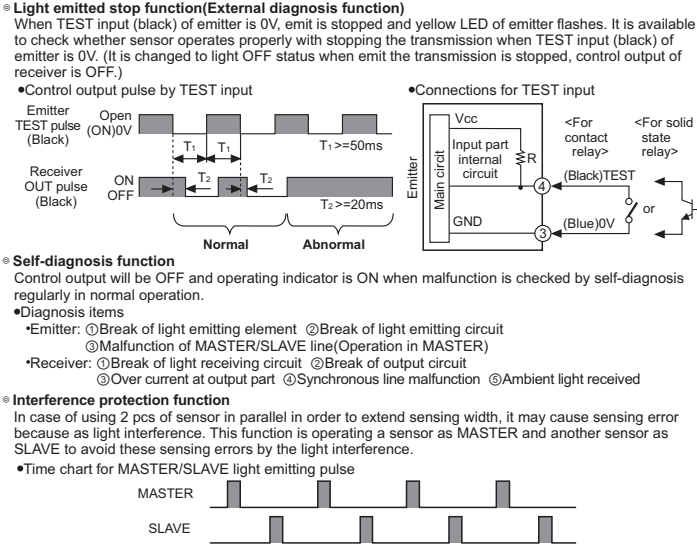 ◎ Light emitted stop function(External diagnosis function)
When TEST input (black) of emitter is 0V, emit is stopped and yellow LED of emitter flashes. It is available
to check whether sensor operates properly with stopping the transmission when TEST input (black) of
emitter is 0V. (It is changed to light OFF status when emit the transmission is stopped, control output of
receiver is OFF.)
●Control output pulse by TEST input
Emitter
TEST pulse
(Black)
Open
(ON)0V
T1
T1
T1>=50ms
Receiver
OUT pulse
(Black)
ON
OFF
T2
T2
T2>=20ms
Normal
Abnormal
●Connections for TEST input
Emitter
Main circit
Vcc
Input part
internal
circuit
R
GND
④
③
(Black)TEST
(Blue)0V
<For
contact
relay>
or
<For solid
state
relay>
◎ Self-diagnosis function
Control output will be OFF and operating indicator is ON when malfunction is checked by self-diagnosis
regularly in normal operation.
●Diagnosis items
•Emitter: ①Break of light emitting element ②Break of light emitting circuit
③Malfunction of MASTER/SLAVE line(Operation in MASTER)
•Receiver: ①Break of light receiving circuit ②Break of output circuit
③Over current at output part ④Synchronous line malfunction ⑤Ambient light received
◎ Interference protection function
In case of using 2 pcs of sensor in parallel in order to extend sensing width, it may cause sensing error
because as light interference. This function is operating a sensor as MASTER and another sensor as
SLAVE to avoid these sensing errors by the light interference.
●Time chart for MASTER/SLAVE light emitting pulse
MASTER
SLAVE